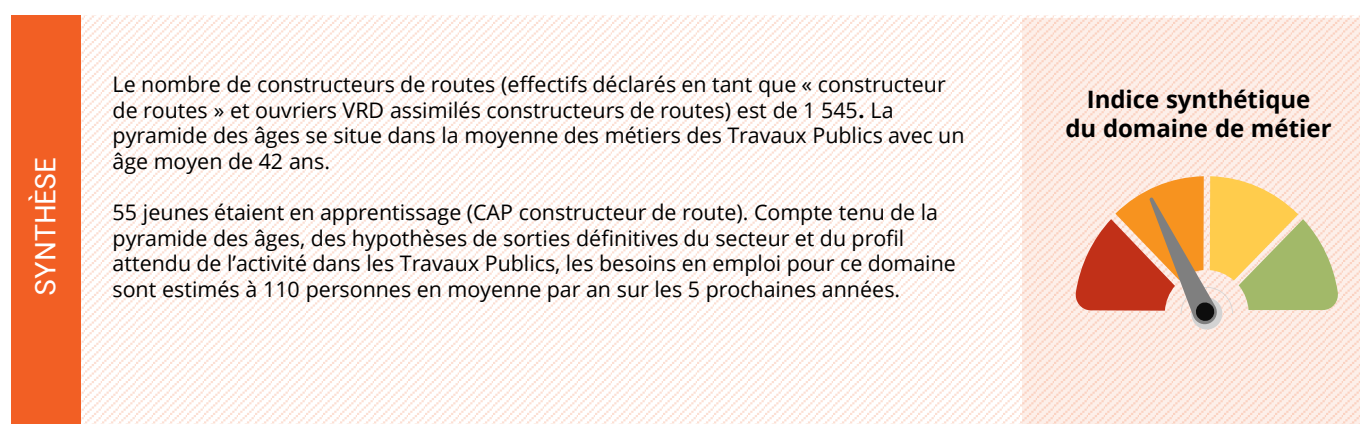 SYNTHÈSE
Le nombre de constructeurs de routes (effectifs déclarés en tant que « constructeur
de routes » et ouvriers VRD assimilés constructeurs de routes) est de 1 545. La
pyramide des âges se situe dans la moyenne des métiers des Travaux Publics avec un
âge moyen de 42 ans.
55 jeunes étaient en apprentissage (CAP constructeur de route). Compte tenu de la
pyramide des âges, des hypothèses de sorties définitives du secteur et du profil
attendu de l’activité dans les Travaux Publics, les besoins en emploi pour ce domaine
sont estimés à 110 personnes en moyenne par an sur les 5 prochaines années.
Indice synthétique
du domaine de métier